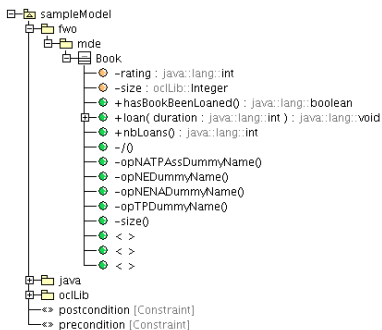 sampleModel
fwo
mde
Book
-rating : java::lang::int
-size : oclLib::Integer
+hasBookBeenLoaned() : java::lang::boolean
+loan( duration : java::lang::int ) : java::lang::void
+nbLoans() : java::lang::int
-/()
-opNATPAssDummyName()
-opNEDummyName()
-opNENADummyName()
-opTPDummyName()
-size()
< >
< >
< >
java
oclLib
«» postcondition [Constraint]
«» precondition [Constraint]